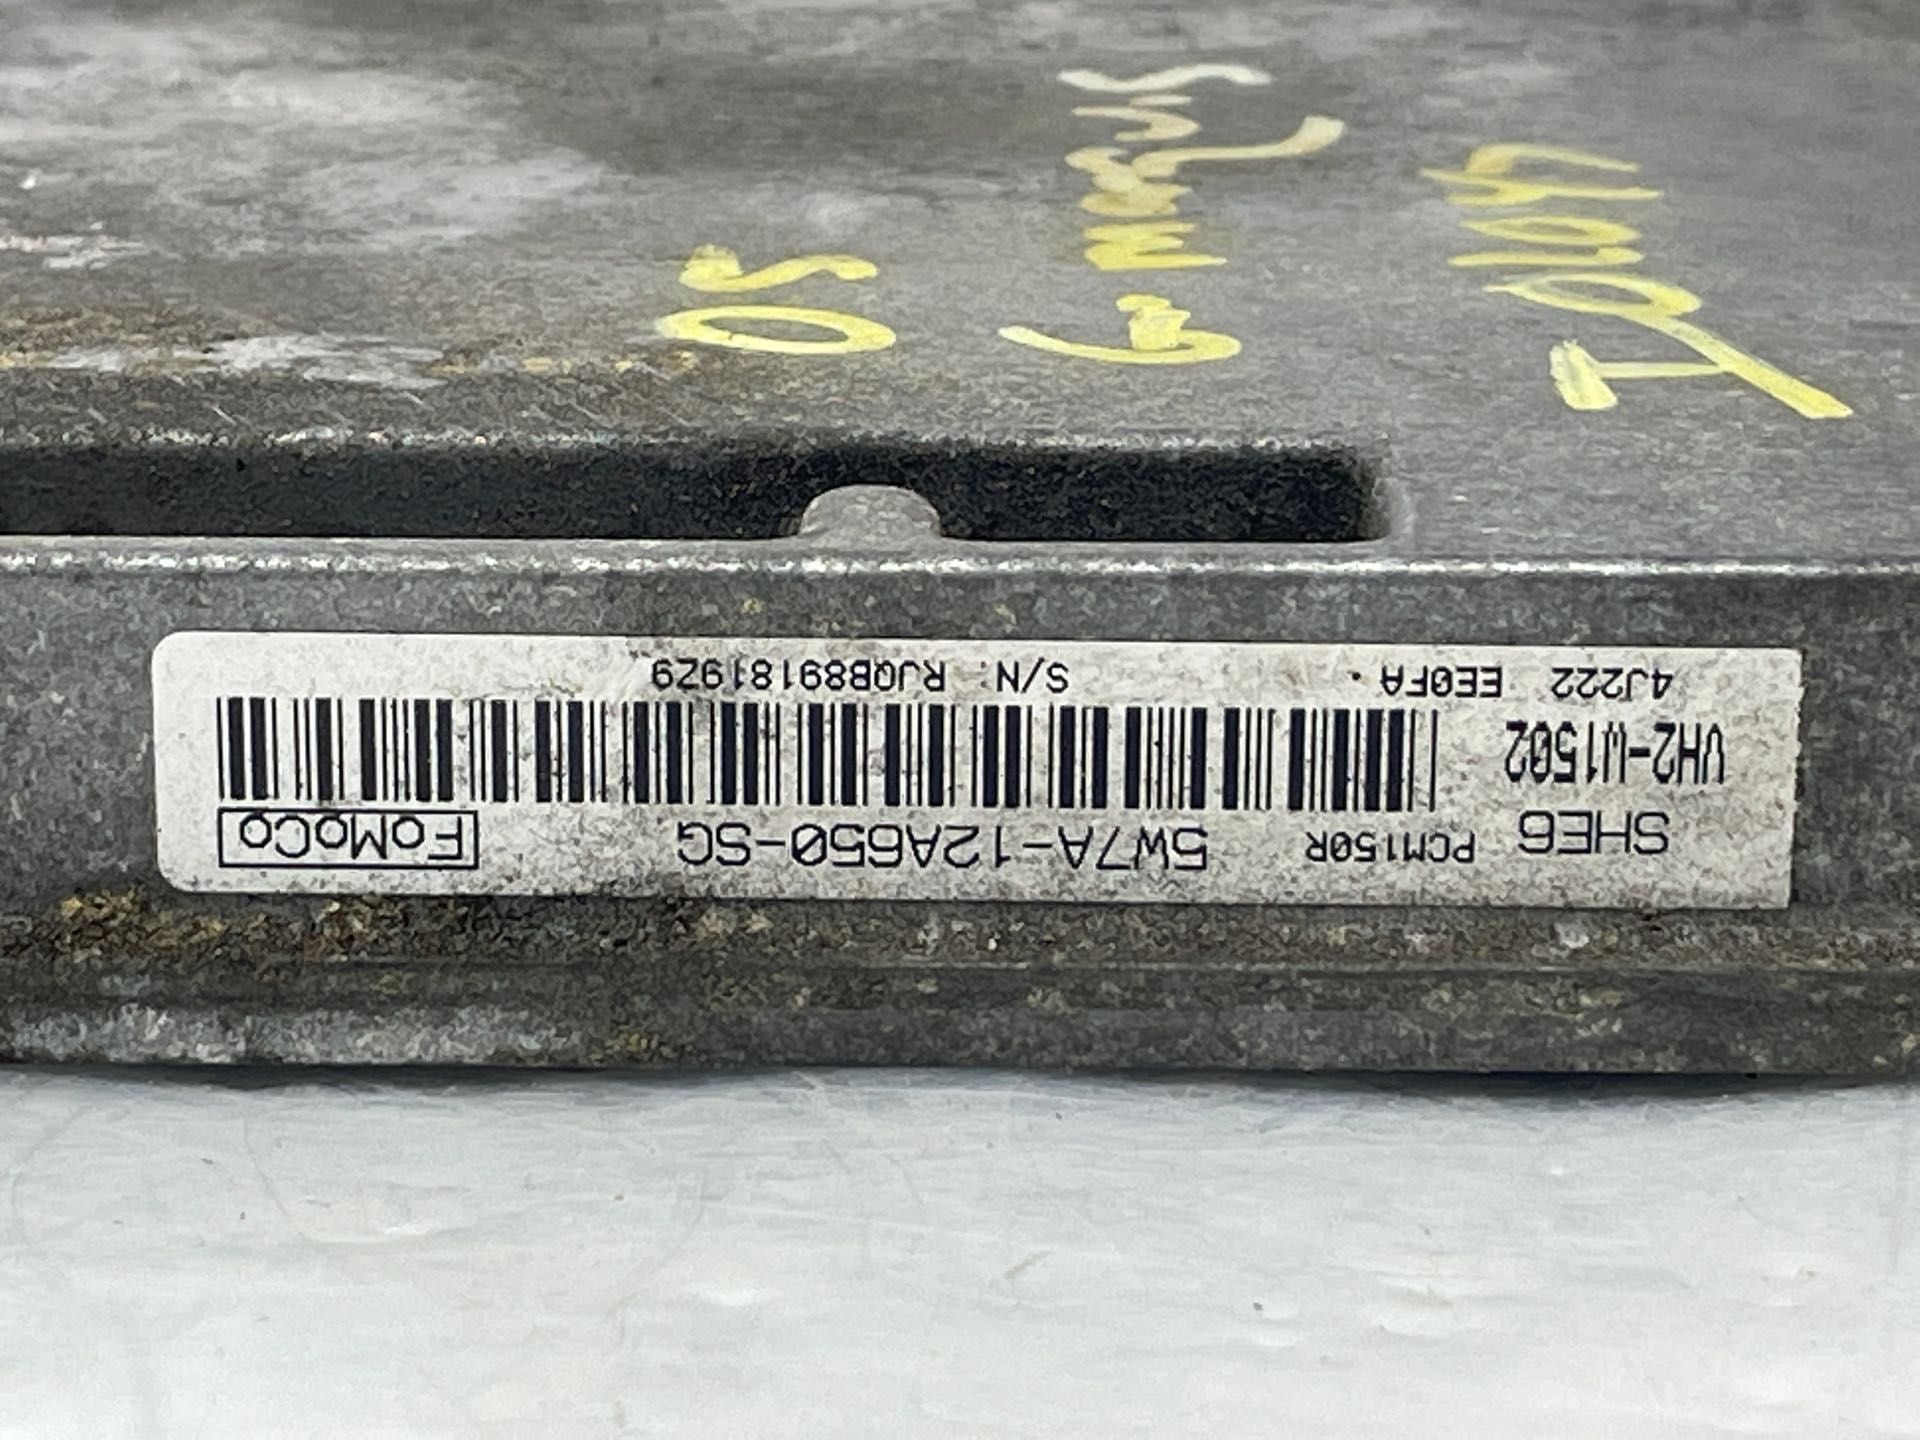 SHE6 PCM150R 5W7A-12A650-SG FoMoCo
VH2-W1502
4J222 EE0FA S/N: RJQB89181929
05